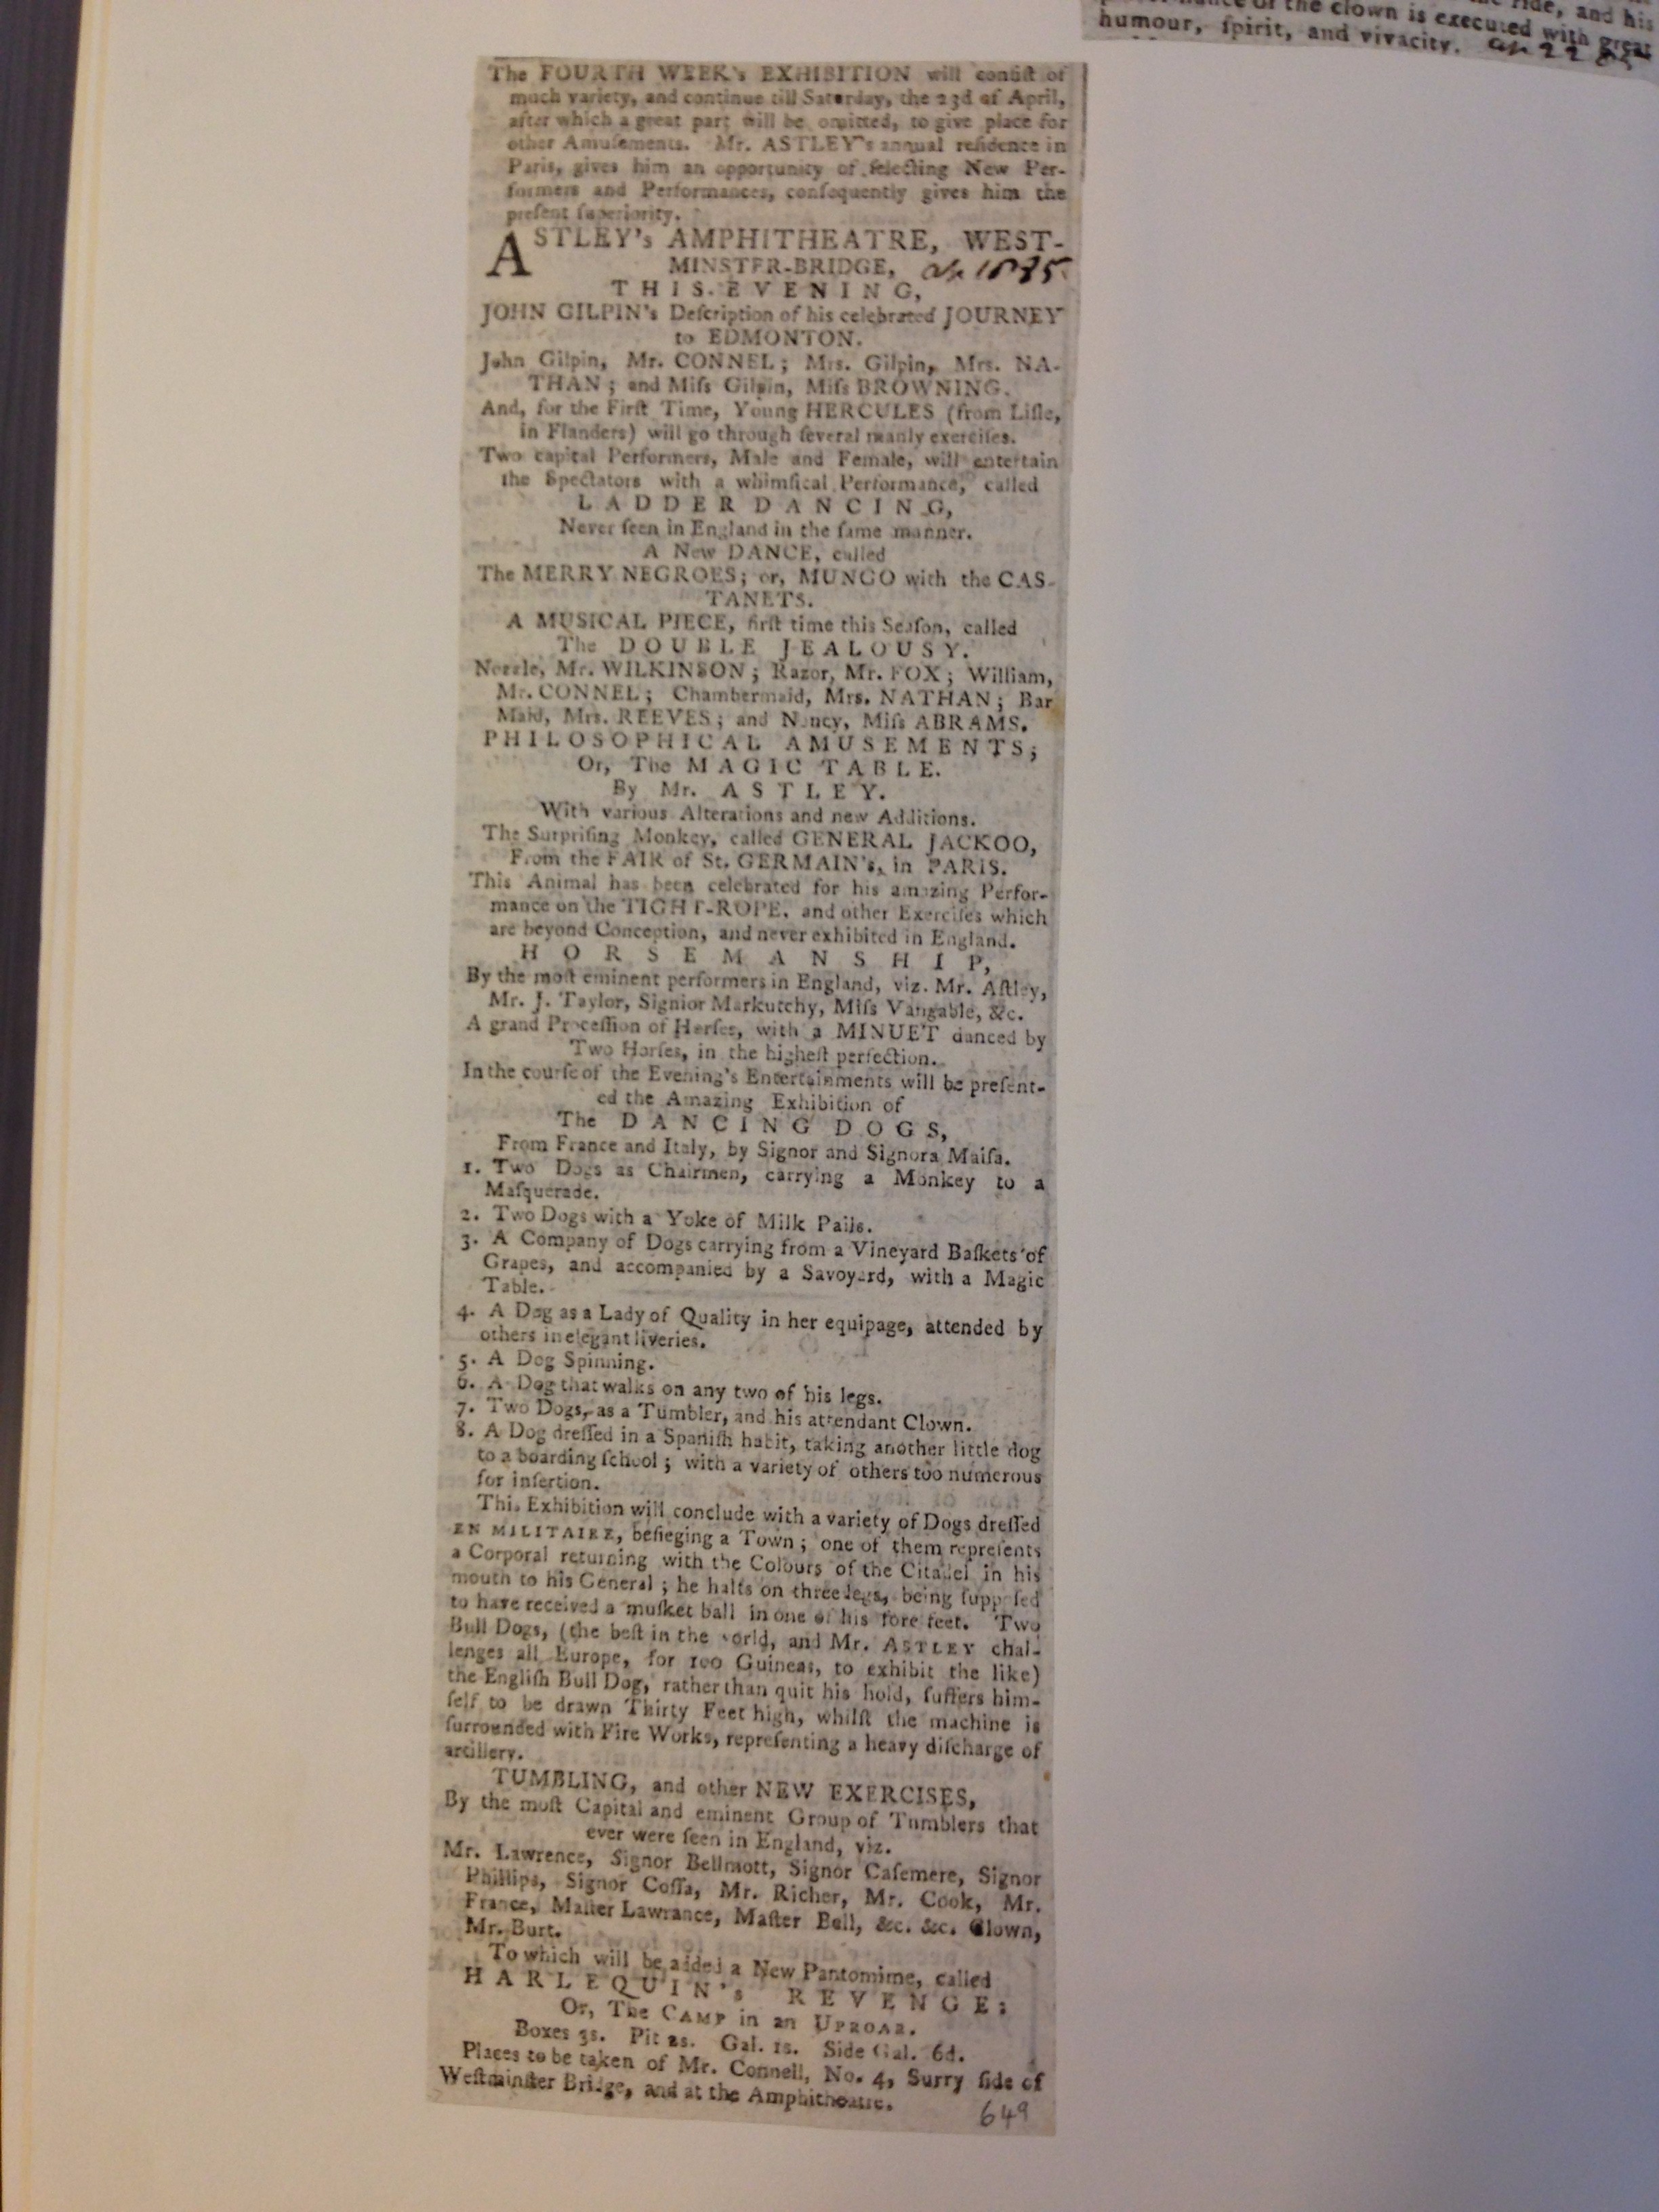 humour, ſpirit, and vivacity.
The FOURTH WEEK's EXHIBITION will conſiſt of
much variety, and continue till Saturday, the 23d of April,
after which a great part will be omitted, to give place for
other Amuſements. Mr. ASTLEY's annual reſidence in
Paris, gives him an opportunity of ſelecting New Per-
formers and Performances, conſequently gives him the
preſent ſuperiority.
ASTLEY's AMPHITHEATRE, WEST-
MINSTER-BRIDGE,
THIS EVENING,
JOHN GILPIN's Deſcription of his celebrated JOURNEY
to EDMONTON.
John Gilpin, Mr. CONNEL; Mrs. Gilpin, Mrs. NA-
THAN; and Miſs Gilpin, Miſs BROWNING.
And, for the Firſt Time, Young HERCULES (from Liſle,
in Flanders) will go through ſeveral manly exerciſes.
Two capital Performers, Male and Female, will entertain
the Spectators with a whimſical Performance, called
LADDER DANCING,
Never ſeen in England in the ſame manner.
A New DANCE, called
The MERRY NEGROES; or, MUNGO with the CAS-
TANETS.
A MUSICAL PIECE, firſt time this Seaſon, called
The DOUBLE JEALOUSY.
Nozzle, Mr. WILKINSON; Razor, Mr. FOX; William,
Mr. CONNEL; Chambermaid, Mrs. NATHAN; Bar
Maid, Mrs. REEVES; and Nancy, Miſs ABRAMS.
PHILOSOPHICAL AMUSEMENTS;
Or, The MAGIC TABLE.
By Mr. ASTLEY.
With various Alterations and new Additions.
The Surpriſing Monkey, called GENERAL JACKOO,
From the FAIR of St. GERMAIN's, in PARIS.
This Animal has been celebrated for his amazing Perfor-
mance on the TIGHT-ROPE, and other Exerciſes which
are beyond Conception, and never exhibited in England.
HORSEMANSHIP,
By the moſt eminent performers in England, viz. Mr. Aſtley,
Mr. J. Taylor, Signior Markutchy, Miſs Vangable, &c.
A grand Proceſſion of Horſes, with a MINUET danced by
Two Horſes, in the higheſt perfection.
In the courſe of the Evening's Entertainments will be preſent-
ed the Amazing Exhibition of
The DANCING DOGS,
From France and Italy, by Signor and Signora Maiſa.
1. Two Dogs as Chairmen, carrying a Monkey to a
Maſquerade.
2. Two Dogs with a Yoke of Milk Pails.
3. A Company of Dogs carrying from a Vineyard Baſkets of
Grapes, and accompanied by a Savoyard, with a Magic
Table.
4. A Dog as a Lady of Quality in her equipage, attended by
others in elegant liveries.
5. A Dog Spinning.
6. A Dog that walks on any two of his legs.
7. Two Dogs, as a Tumbler, and his attendant Clown.
8. A Dog dreſſed in a Spaniſh habit, taking another little dog
to a boarding ſchool; with a variety of others too numerous
for inſertion.
This Exhibition will conclude with a variety of Dogs dreſſed
EN MILITAIRE, beſieging a Town; one of them repreſents
a Corporal returning with the Colours of the Citadel in his
mouth to his General; he halts on three legs, being ſuppoſed
to have received a muſket ball in one of his fore feet. Two
Bull Dogs, (the beſt in the world, and Mr. ASTLEY chal-
lenges all Europe, for 100 Guineas, to exhibit the like)
the Engliſh Bull Dog, rather than quit his hold, ſuffers him-
ſelf to be drawn Thirty Feet high, whilſt the machine is
ſurrounded with Fire Works, repreſenting a heavy diſcharge of
artillery.
TUMBLING, and other NEW EXERCISES,
By the moſt Capital and eminent Group of Tumblers that
ever were ſeen in England, viz.
Mr. Lawrence, Signor Bellmott, Signor Caſemere, Signor
Phillips, Signor Coſſa, Mr. Richer, Mr. Cook, Mr.
France, Maſter Lawrance, Maſter Bell, &c. &c. Clown,
Mr. Burt.
To which will be added a New Pantomime, called
HARLEQUIN's REVENGE:
Or, The CAMP in an UPROAR.
Boxes 3s. Pit 2s. Gal. 1s. Side Gal. 6d.
Places to be taken of Mr. Connell, No. 4, Surry ſide of
Weſtminſter Bridge, and at the Amphitheatre.
649